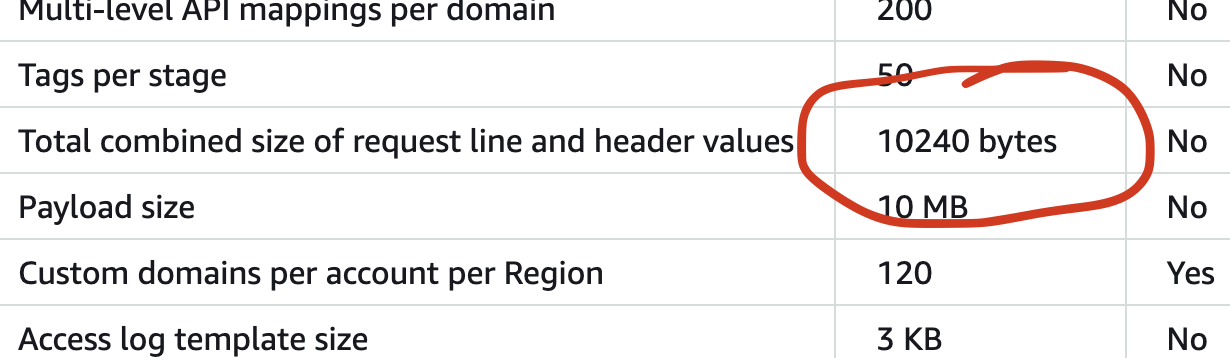 Multi-level API mappings per domain 200 No
Tags per stage 50 No
Total combined size of request line and header values 10240 bytes No
Payload size 10 MB No
Custom domains per account per Region 120 Yes
Access log template size 3 KB No